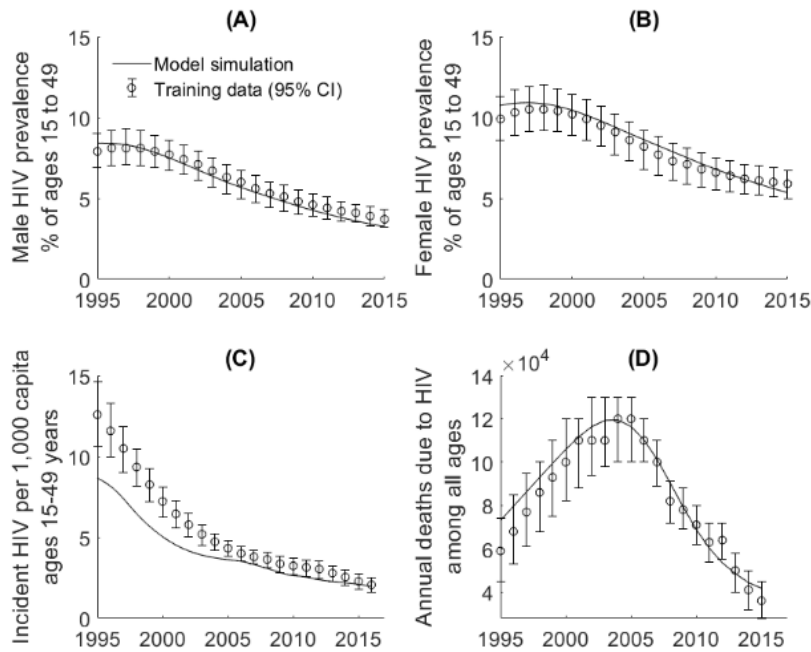 (A)
Male HIV prevalence
% of ages 15 to 49
15
10
5
0
Model simulation
Training data (95% CI)
1995 2000 2005 2010 2015
(B)
Female HIV prevalence
% of ages 15 to 49
15
10
5
0
1995 2000 2005 2010 2015
(C)
Incident HIV per 1,000 capita
ages 15-49 years
15
10
5
0
1995 2000 2005 2010 2015
(D)
× 10⁴
Annual deaths due to HIV
among all ages
14
12
10
8
6
4
1995 2000 2005 2010 2015